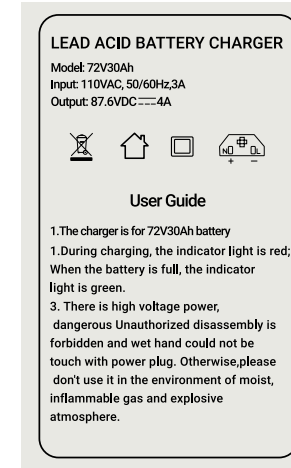 LEAD ACID BATTERY CHARGER
Model: 72V30Ah
Input: 110VAC, 50/60Hz,3A
Output: 87.6VDC⎓4A
N L
+ −
User Guide
1.The charger is for 72V30Ah battery
1.During charging, the indicator light is red;
When the battery is full, the indicator
light is green.
3. There is high voltage power,
dangerous Unauthorized disassembly is
forbidden and wet hand could not be
touch with power plug. Otherwise,please
don't use it in the environment of moist,
inflammable gas and explosive
atmosphere.